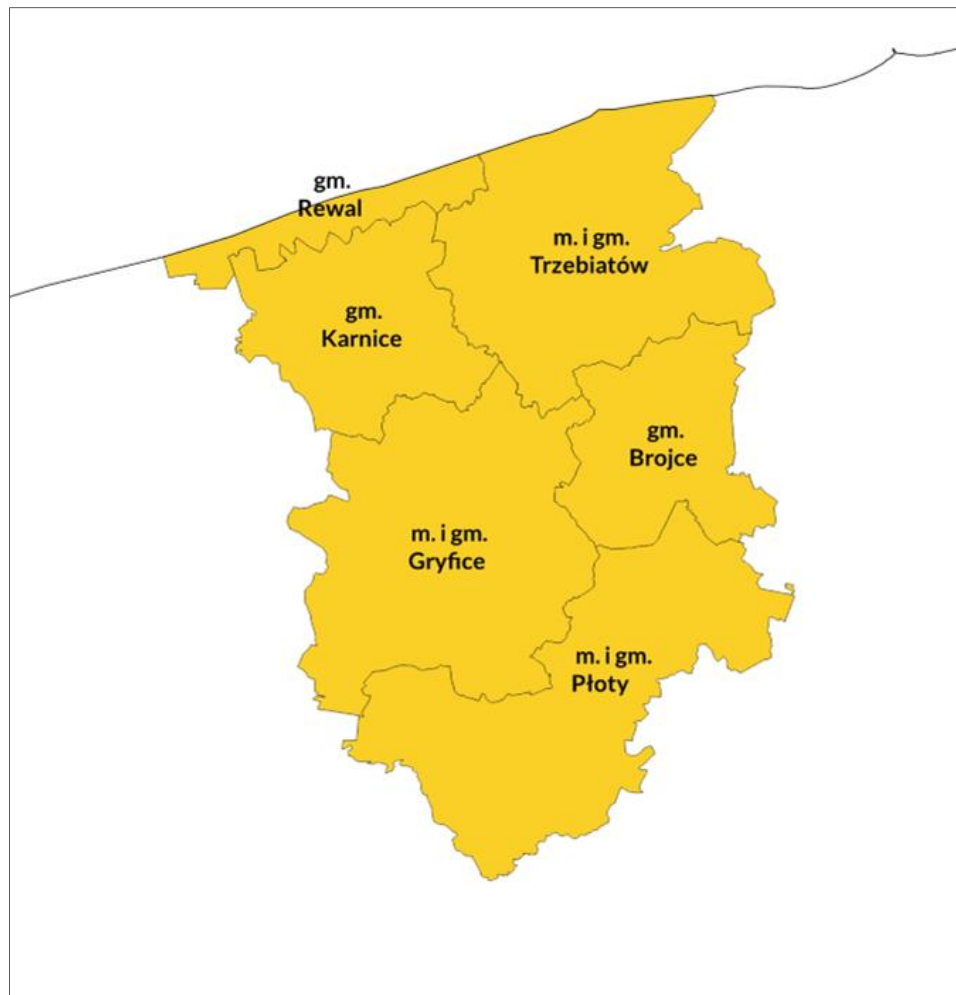 gm.
Rewal
m. i gm.
Trzebiatów
gm.
Karnice
gm.
Brojce
m. i gm.
Gryfice
m. i gm.
Płoty